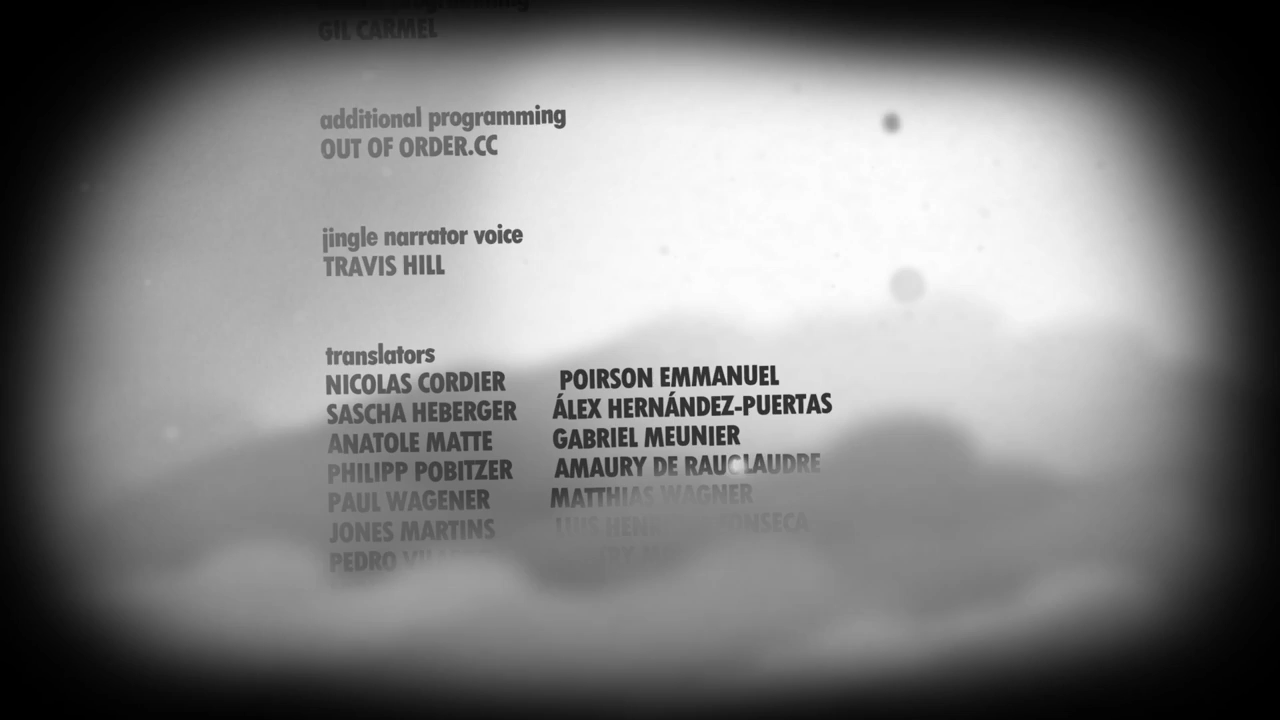 GIL CARMEL
additional programming
OUT OF ORDER.CC
jingle narrator voice
TRAVIS HILL
translators
NICOLAS CORDIER POIRSON EMMANUEL
SASCHA HEBERGER ÁLEX HERNÁNDEZ-PUERTAS
ANATOLE MATTE GABRIEL MEUNIER
PHILIPP POBITZER AMAURY DE RAUCLAUDRE
PAUL WAGENER MATTHIAS WAGNER
JONES MARTINS LUIS FONSECA
PEDRO